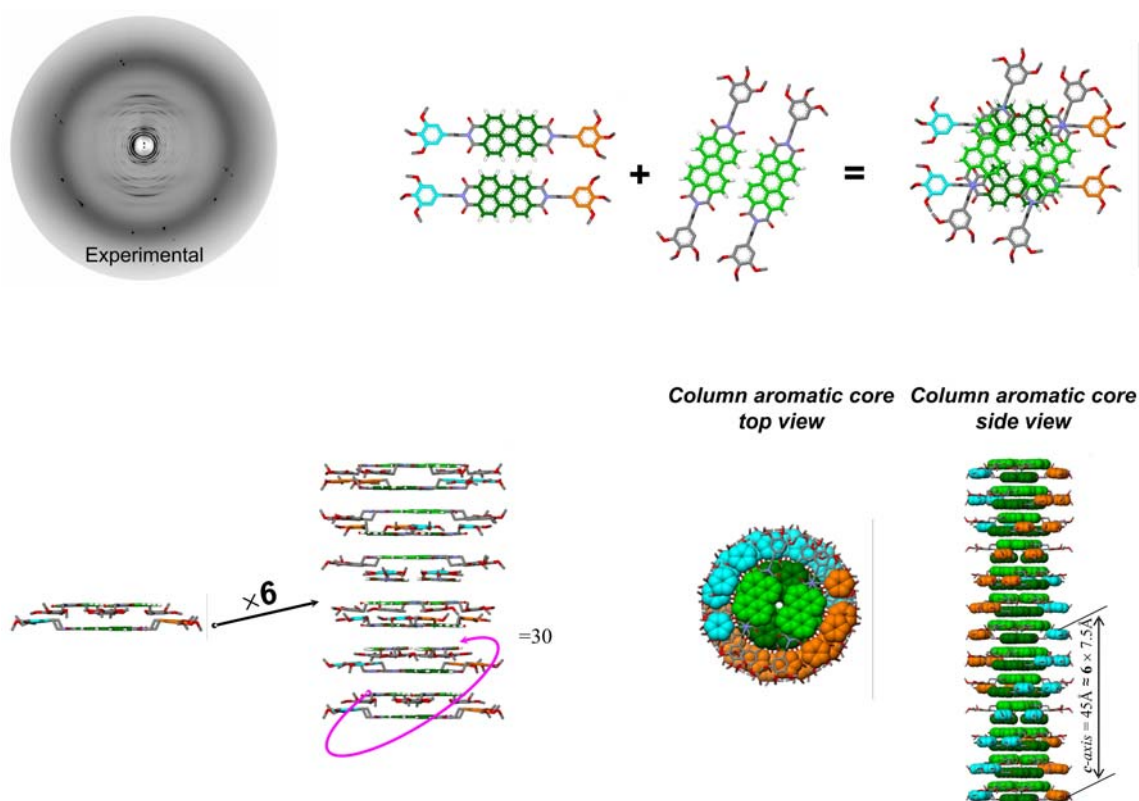 Experimental
+
=
Column aromatic core
top view
Column aromatic core
side view
×6
=30
c-axis = 45Å ≈ 6 × 7.5Å